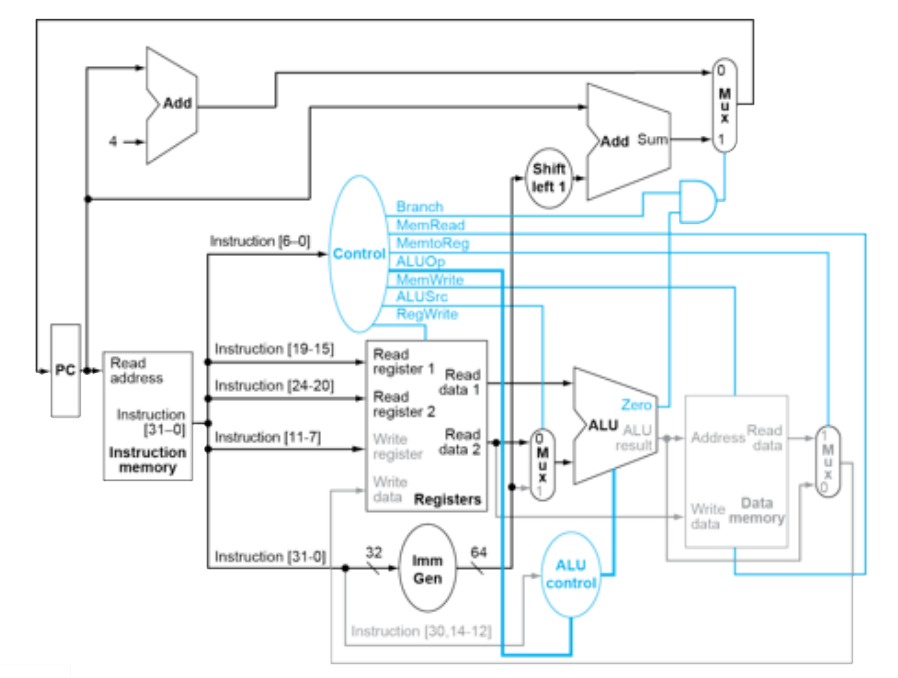 Add
4
0
M
u
x
1
Add Sum
Shift
left 1
Branch
MemRead
MemtoReg
ALUOp
MemWrite
ALUSrc
RegWrite
Control
Instruction [6–0]
PC
Read
address
Instruction
[31–0]
Instruction
memory
Instruction [19-15]
Instruction [24-20]
Instruction [11-7]
Instruction [31-0]
Read
register 1
Read
register 2
Write
register
Write
data
Read
data 1
Read
data 2
Registers
0
M
u
x
1
Zero
ALU
ALU
result
Address
Read
data
Write
data
Data
memory
1
M
u
x
0
32
Imm
Gen
64
ALU
control
Instruction [30,14-12]